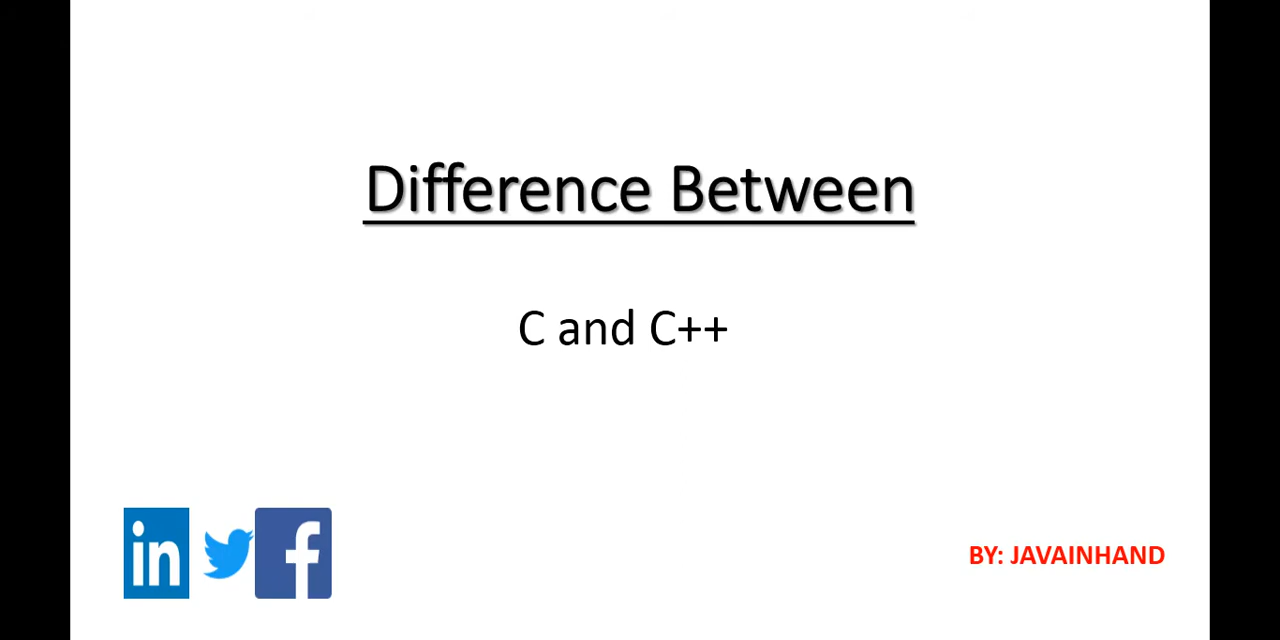 Difference Between
C and C++
in
f
BY: JAVAINHAND